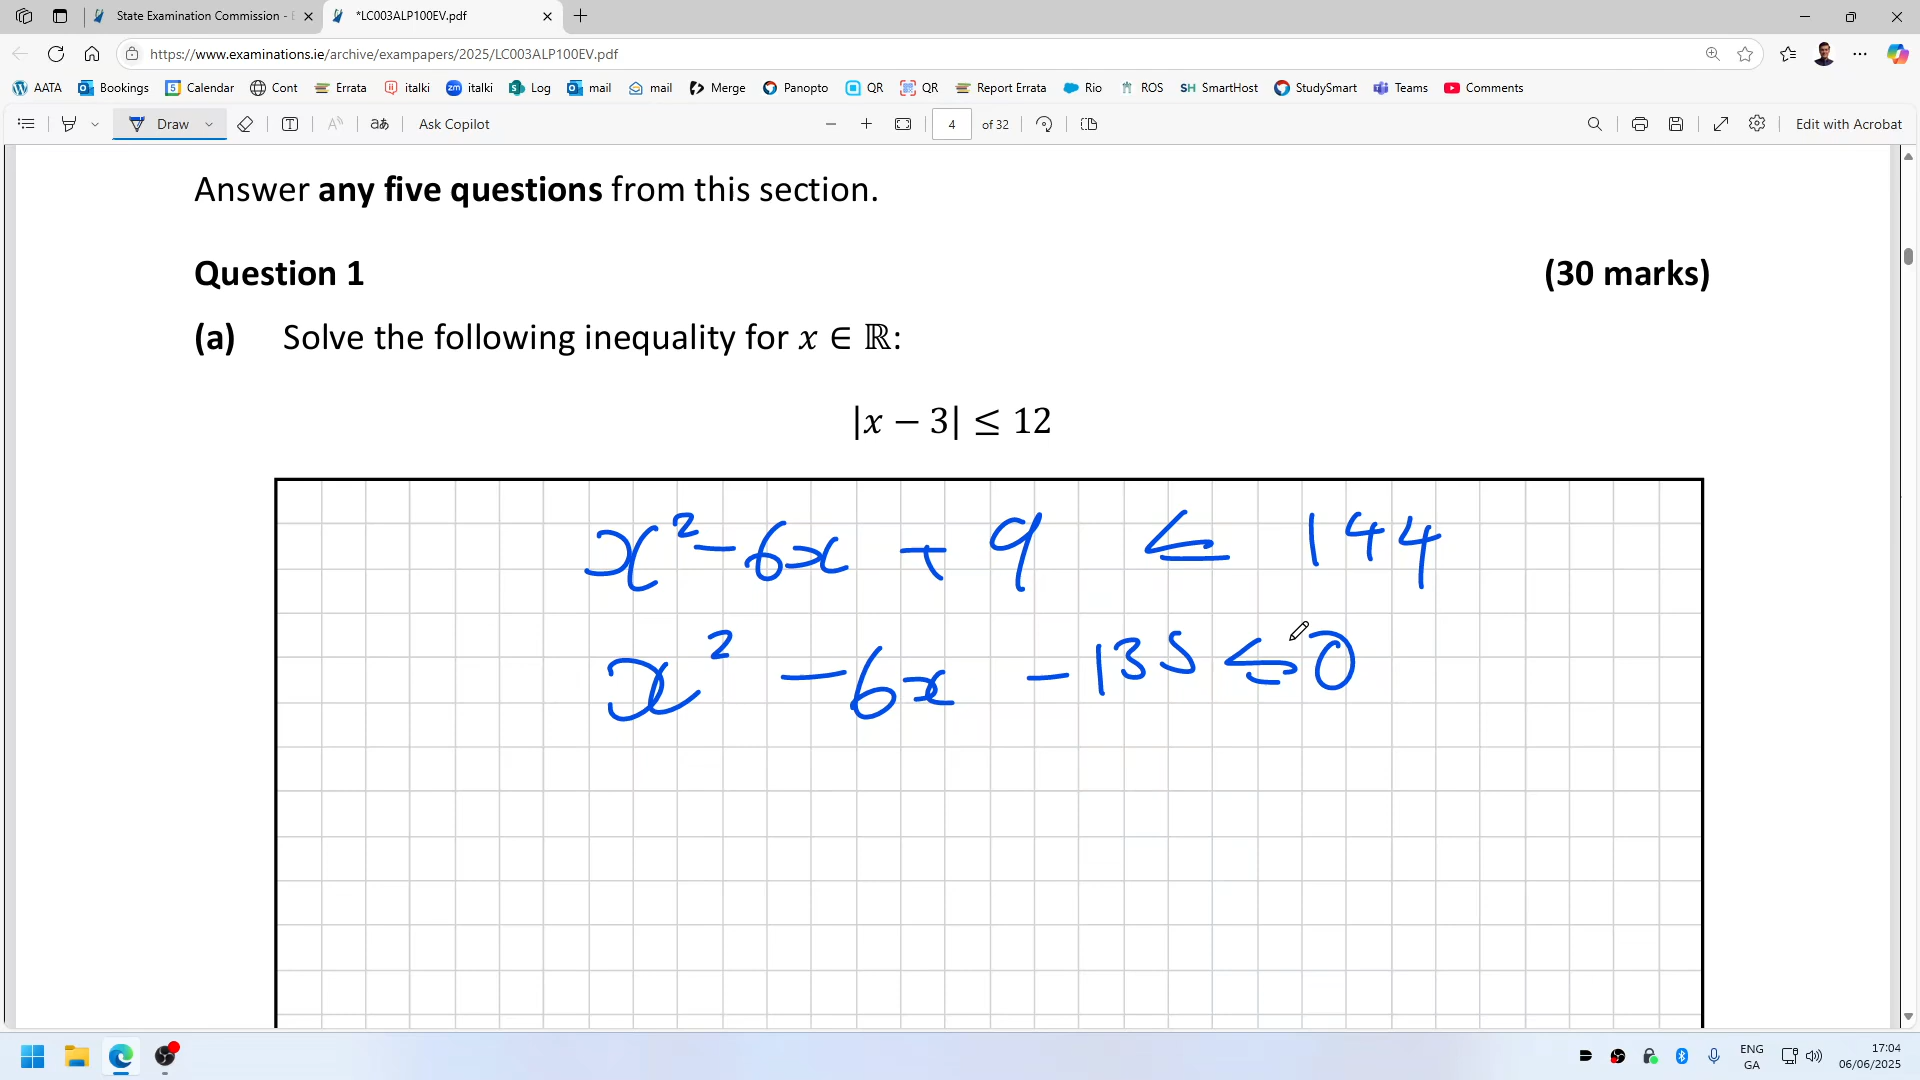 State Examination Commission - E
*LC003ALP100EV.pdf
https://www.examinations.ie/archive/exampapers/2025/LC003ALP100EV.pdf
AATA Bookings Calendar Cont Errata italki italki Log mail mail Merge Panopto QR QR Report Errata Rio ROS SmartHost StudySmart Teams Comments
Draw aあ Ask Copilot 4 of 32 Edit with Acrobat
Answer any five questions from this section.
Question 1 (30 marks)
(a) Solve the following inequality for x ∈ ℝ:
|x − 3| ≤ 12
x² − 6x + 9 ≤ 144
x² − 6x − 135 ≤ 0
ENG
GA
17:04
06/06/2025